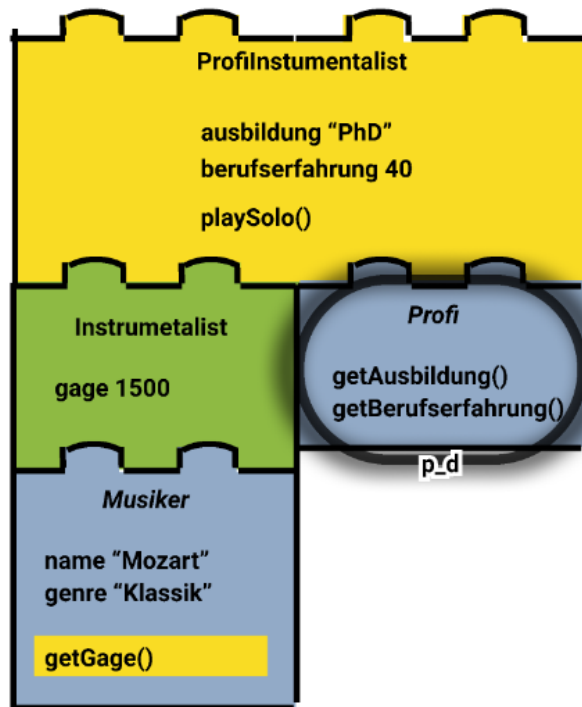 ProfiInstumentalist
ausbildung “PhD”
berufserfahrung 40
playSolo()
Instrumetalist
gage 1500
Profi
getAusbildung()
getBerufserfahrung()
p_d
Musiker
name “Mozart”
genre “Klassik”
getGage()